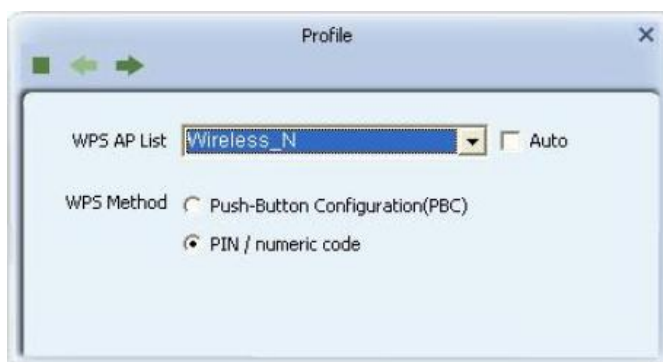 Profile
WPS AP List Wireless_N Auto
WPS Method Push-Button Configuration(PBC)
PIN / numeric code